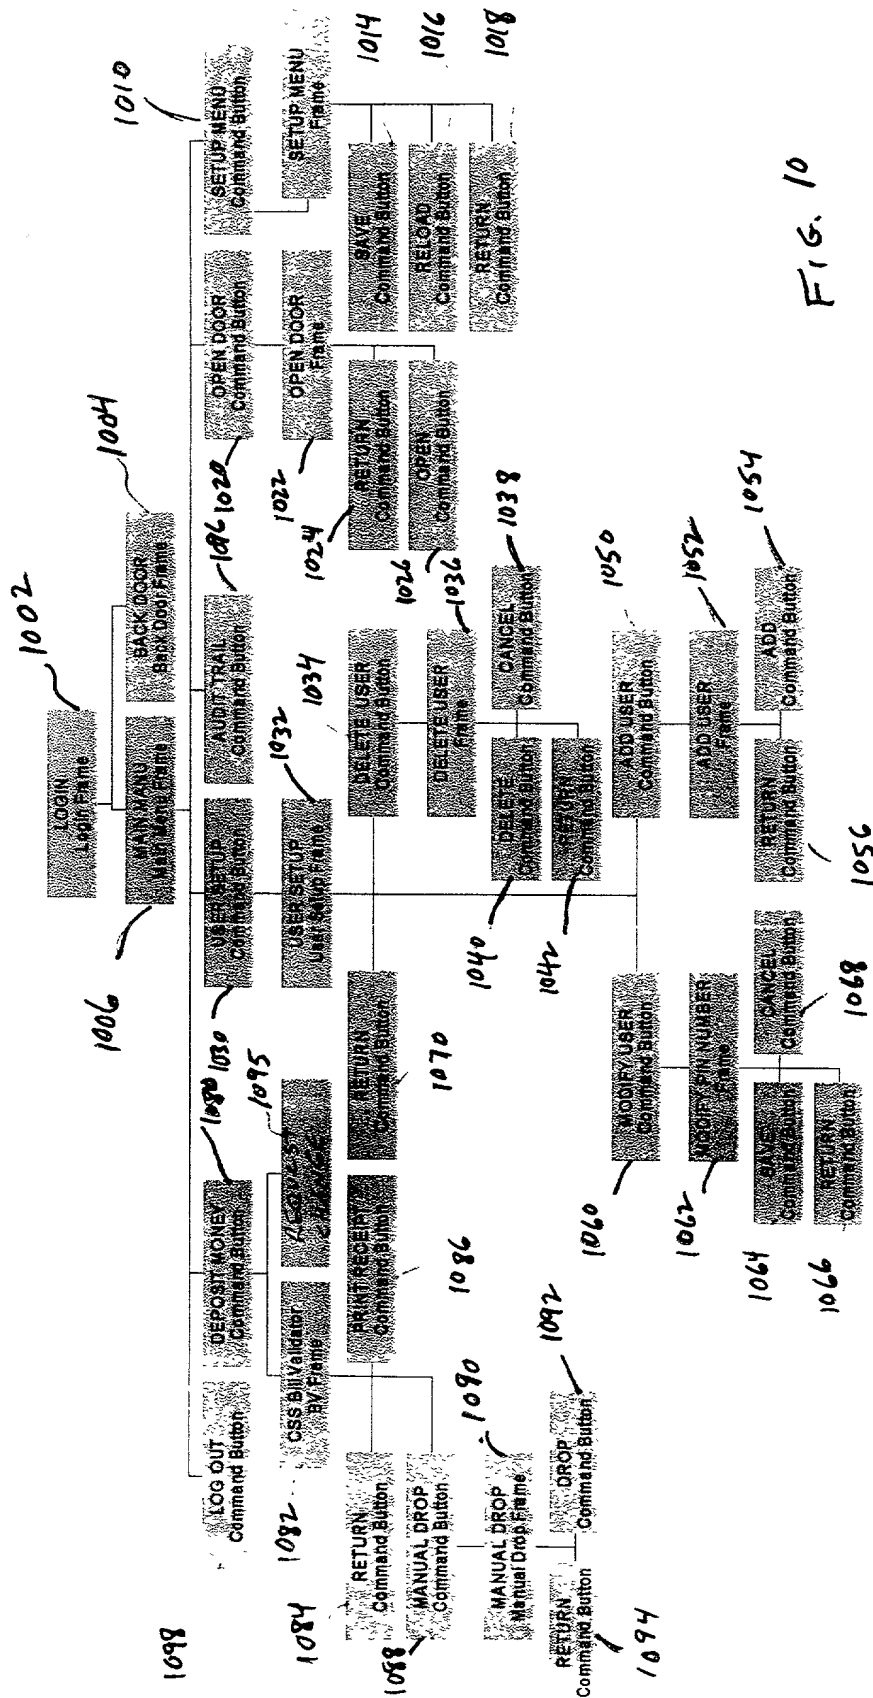 1002
LOGIN
Login Frame
1004
1006
MAIN MANU
Main Menu Frame
BACK DOOR
Back Door Frame
1098
LOG OUT
Command Button
1080
DEPOSIT MONEY
Command Button
1030
USER SETUP
Command Button
1096
AUDIT TRAIL
Command Button
1020
OPEN DOOR
Command Button
1010
SETUP MENU
Command Button
1082
CSS Bill Validator
BV Frame
1095
REQUEST
CHANGE
1032
USER SETUP
User Setup Frame
1022
OPEN DOOR
Frame
SETUP MENU
Frame
1084
RETURN
Command Button
PRINT RECEIPT
Command Button
1086
RETURN
Command Button
1070
1034
DELETE USER
Command Button
1024
RETURN
Command Button
SAVE
Command Button
1014
1088
MANUAL DROP
Command Button
1026
OPEN
Command Button
RELOAD
Command Button
1016
1036
DELETE USER
Frame
RETURN
Command Button
1018
1090
MANUAL DROP
Manual Drop Frame
1040
DELETE
Command Button
CANCEL
Command Button
1038
RETURN
Command Button
1094
DROP
Command Button
1092
1042
RETURN
Command Button
1060
MODIFY USER
Command Button
ADD USER
Command Button
1050
1062
MODIFY PIN NUMBER
Frame
ADD USER
Frame
1052
1064
SAVE
Command Button
CANCEL
Command Button
1068
RETURN
Command Button
1056
ADD
Command Button
1054
1066
RETURN
Command Button
FIG. 10